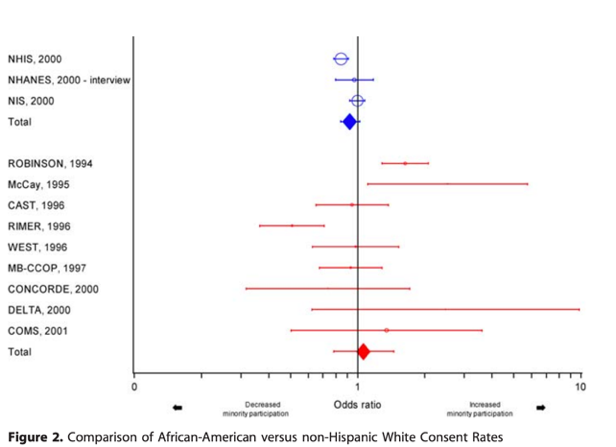 NHIS, 2000
NHANES, 2000 - interview
NIS, 2000
Total
ROBINSON, 1994
McCay, 1995
CAST, 1996
RIMER, 1996
WEST, 1996
MB-CCOP, 1997
CONCORDE, 2000
DELTA, 2000
COMS, 2001
Total
0 1 10
Decreased minority participation Odds ratio Increased minority participation
Figure 2. Comparison of African-American versus non-Hispanic White Consent Rates